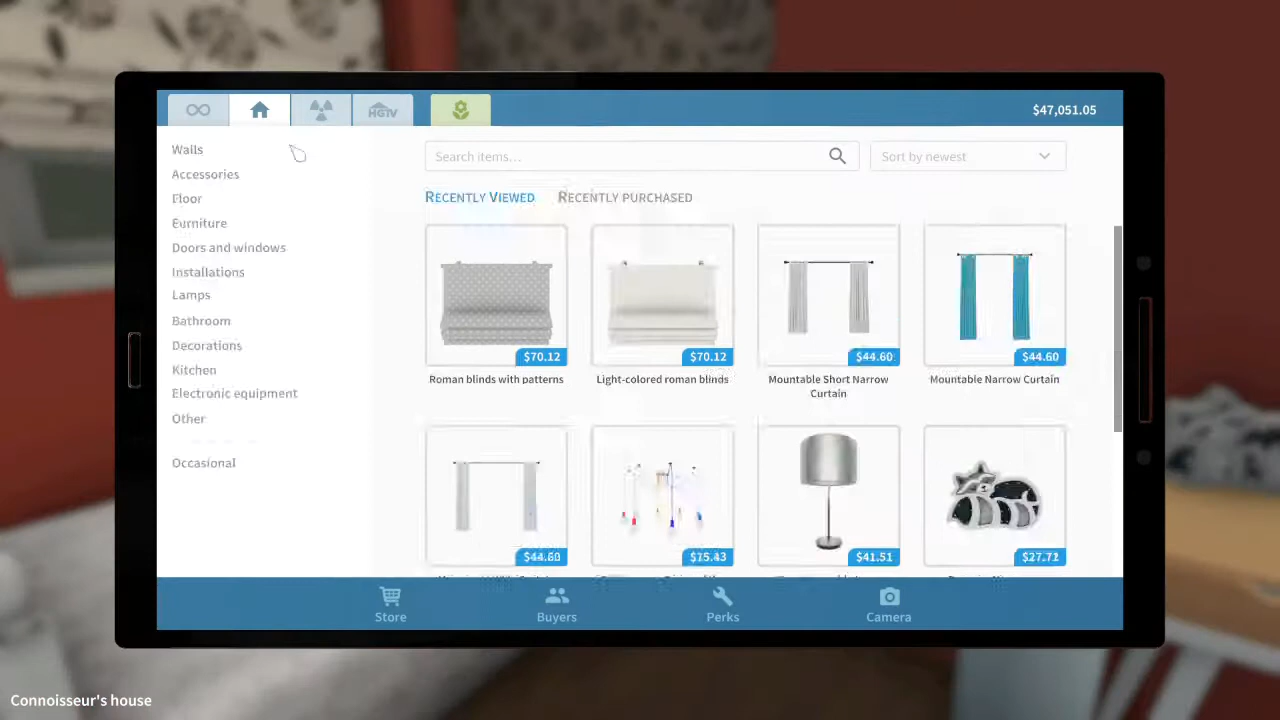 HGTV
$47,051.05
Walls
Accessories
Floor
Furniture
Doors and windows
Installations
Lamps
Bathroom
Decorations
Kitchen
Electronic equipment
Other
Occasional
Search items...
Sort by newest
RECENTLY VIEWED
RECENTLY PURCHASED
$70.12
$70.12
$44.60
$44.60
Roman blinds with patterns
Light-colored roman blinds
Mountable Short Narrow
Curtain
Mountable Narrow Curtain
$44.60
$75.43
$41.51
$27.71
Store
Buyers
Perks
Camera
Connoisseur's house